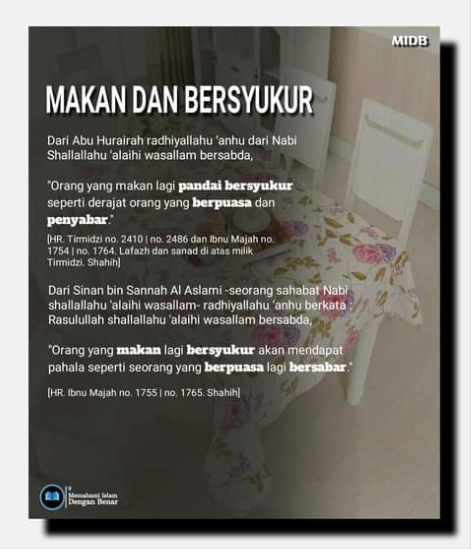 MIDB
MAKAN DAN BERSYUKUR
Dari Abu Hurairah radhiyallahu 'anhu dari Nabi
Shallallahu 'alaihi wasallam bersabda,
"Orang yang makan lagi pandai bersyukur
seperti derajat orang yang berpuasa dan
penyabar."
[HR. Tirmidzi no. 2410 | no. 2486 dan Ibnu Majah no.
1754 | no. 1764. Lafazh dan sanad di atas milik
Tirmidzi. Shahih]
Dari Sinan bin Sannah Al Aslami -seorang sahabat Nabi
shallallahu 'alaihi wasallam- radhiyallahu 'anhu berkata ;
Rasulullah shallallahu 'alaihi wasallam bersabda,
"Orang yang makan lagi bersyukur akan mendapat
pahala seperti seorang yang berpuasa lagi bersabar."
[HR. Ibnu Majah no. 1755 | no. 1765. Shahih]
Memahami Islam
Dengan Benar